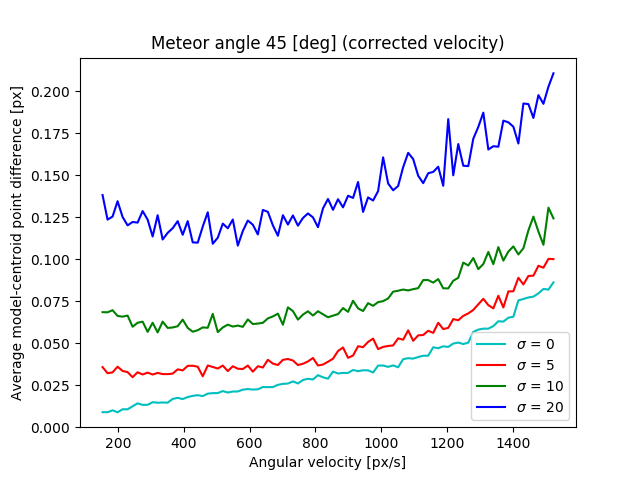 Meteor angle 45 [deg] (corrected velocity)
Average model-centroid point difference [px]
0.200
0.175
0.150
0.125
0.100
0.075
0.050
0.025
0.000
200 400 600 800 1000 1200 1400
Angular velocity [px/s]
σ = 0
σ = 5
σ = 10
σ = 20